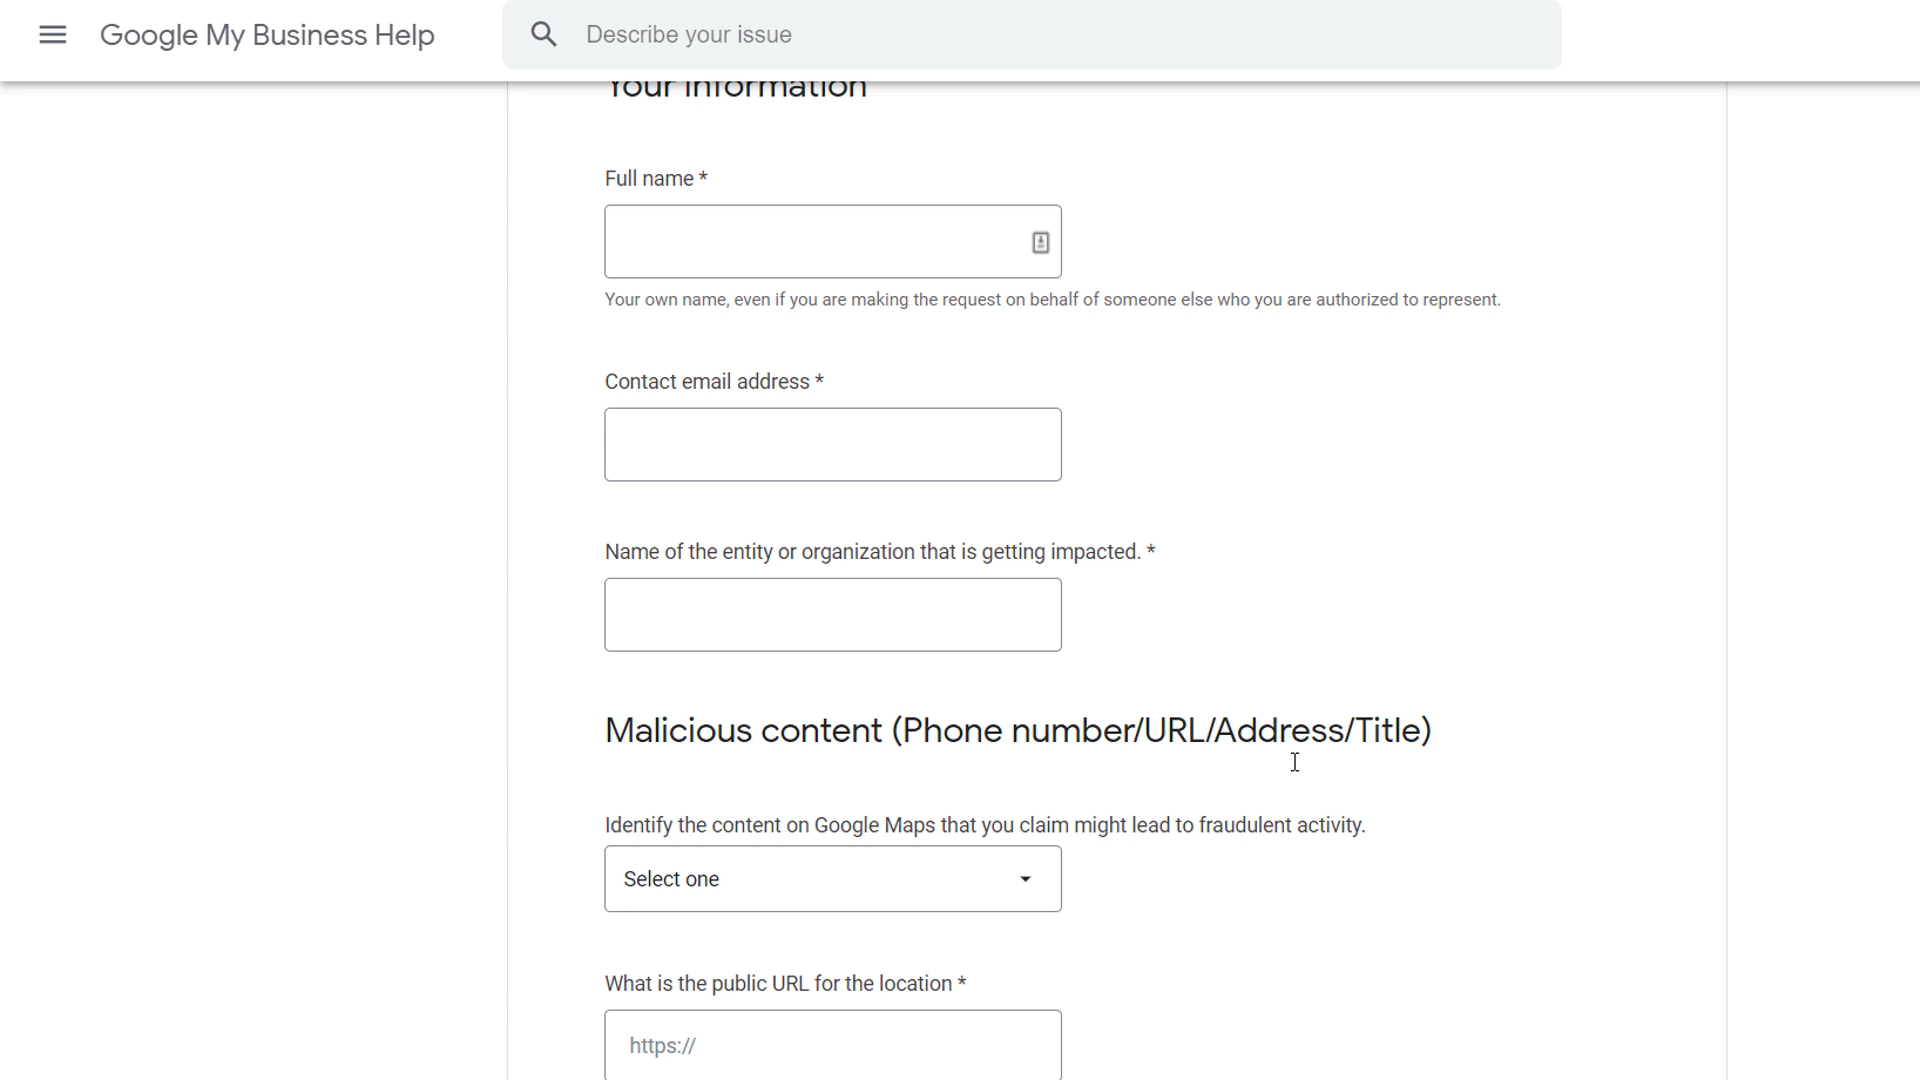 Google My Business Help
Describe your issue
Your information
Full name *
Your own name, even if you are making the request on behalf of someone else who you are authorized to represent.
Contact email address *
Name of the entity or organization that is getting impacted. *
Malicious content (Phone number/URL/Address/Title)
Identify the content on Google Maps that you claim might lead to fraudulent activity.
Select one
What is the public URL for the location *
https://